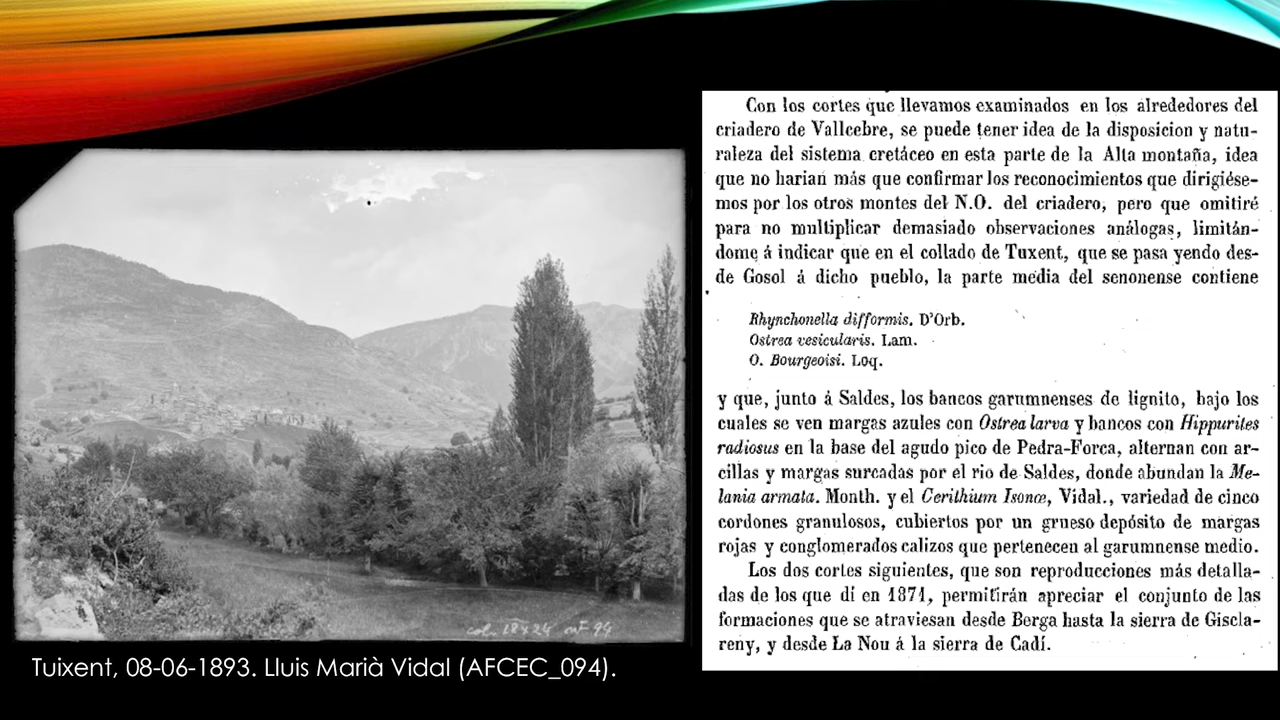 Con los cortes que llevamos examinados en los alrededores del
criadero de Vallcebre, se puede tener idea de la disposicion y natu-
raleza del sistema cretáceo en esta parte de la Alta montaña, idea
que no harian más que confirmar los reconocimientos que dirigiése-
mos por los otros montes del N.O. del criadero, pero que omitiré
para no multiplicar demasiado observaciones análogas, limitán-
dome á indicar que en el collado de Tuxent, que se pasa yendo des-
de Gosol á dicho pueblo, la parte media del senonense contiene
Rhynchonella difformis. D'Orb.
Ostrea vesicularis. Lam.
O. Bourgeoisi. Loq.
y que, junto á Saldes, los bancos garumnenses de lignito, bajo los
cuales se ven margas azules con Ostrea larva y bancos con Hippurites
radiosus en la base del agudo pico de Pedra-Forca, alternan con ar-
cillas y margas surcadas por el rio de Saldes, donde abundan la Me-
lania armata. Month. y el Cerithium Isonæ, Vidal., variedad de cinco
cordones granulosos, cubiertos por un grueso depósito de margas
rojas y conglomerados calizos que pertenecen al garumnense medio.
Los dos cortes siguientes, que son reproducciones más detalla-
das de los que dí en 1871, permitirán apreciar el conjunto de las
formaciones que se atraviesan desde Berga hasta la sierra de Giscla-
reny, y desde La Nou á la sierra de Cadí.
col. 18x24 nº 94
Tuixent, 08-06-1893. Lluis Marià Vidal (AFCEC_094).